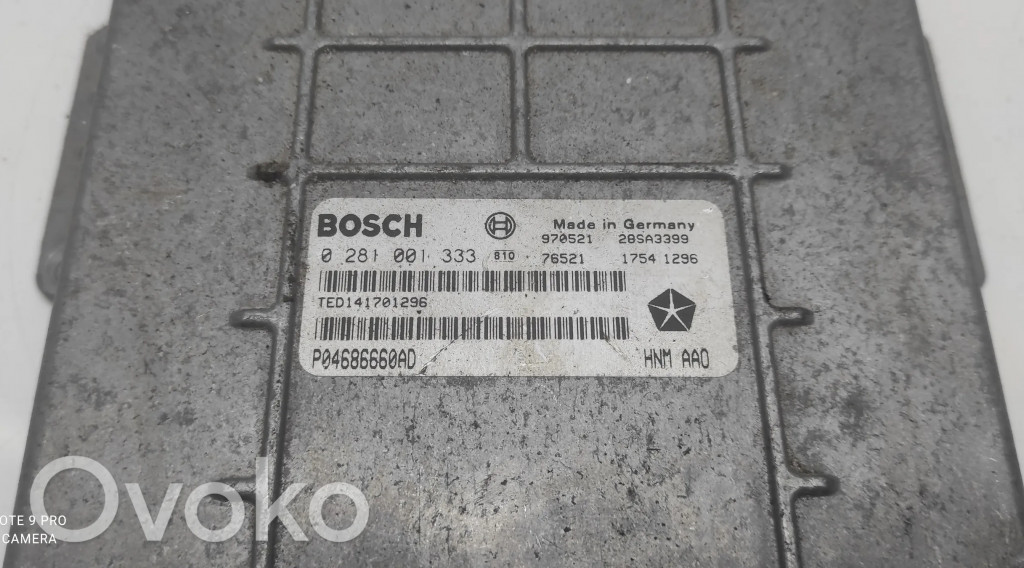 BOSCH
Made in Germany
970521 28SA3399
0 281 001 333 810 76521 1754 1296
TED141701296
P04686660AD
HNM AAO
Ovoko
OTE 9 PRO
CAMERA